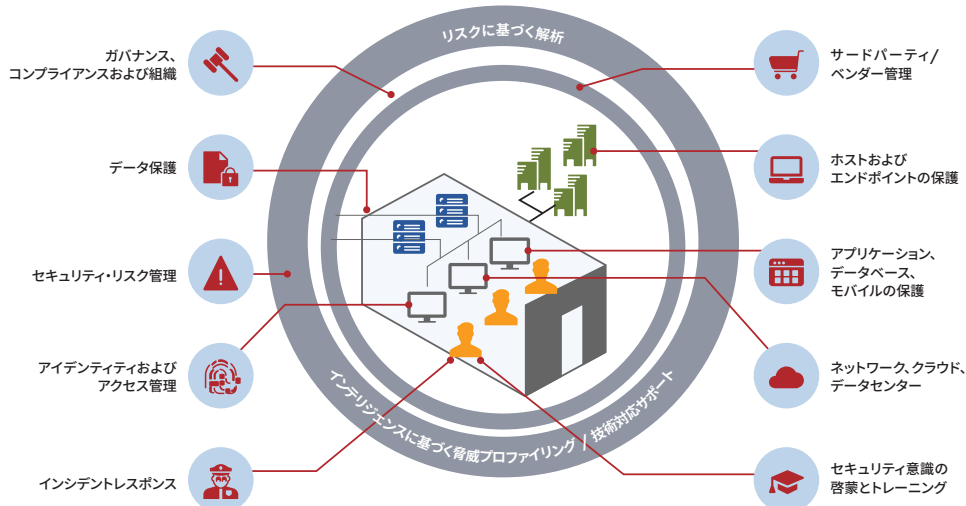 リスクに基づく解析
ガバナンス、
コンプライアンスおよび組織
データ保護
セキュリティ・リスク管理
アイデンティティおよび
アクセス管理
インシデントレスポンス
サードパーティ/
ベンダー管理
ホストおよび
エンドポイントの保護
アプリケーション、
データベース、
モバイルの保護
ネットワーク、クラウド、
データセンター
セキュリティ意識の
啓蒙とトレーニング
インテリジェンスに基づく脅威プロファイリング / 技術対応サポート